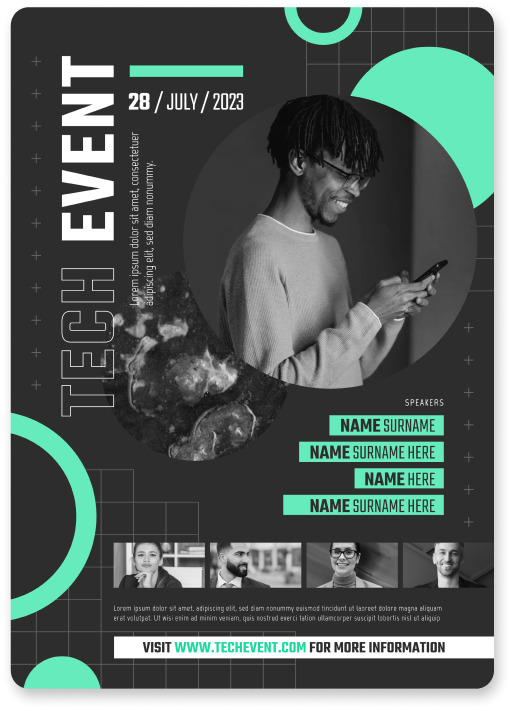 TECH EVENT
28 / JULY / 2023
Lorem ipsum dolor sit amet, consectetuer
adipiscing elit, sed diam nonummy.
SPEAKERS
NAME SURNAME
NAME SURNAME HERE
NAME HERE
NAME SURNAME HERE
Lorem ipsum dolor sit amet, adipiscing elit, sed diam nonummy euismod tincidunt ut laoreet dolore magna aliquam
erat volutpat. Ut wisi enim ad minim veniam, quis nostrud exerci tation ullamcorper suscipit lobortis nisl ut aliquip
VISIT WWW.TECHEVENT.COM FOR MORE INFORMATION